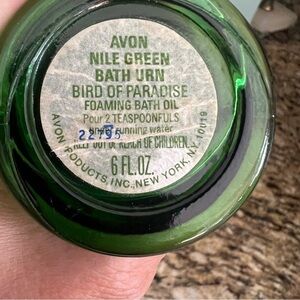 AVON
NILE GREEN
BATH URN
BIRD OF PARADISE
FOAMING BATH OIL
Pour 2 TEASPOONFULS
under running water
KEEP OUT OF REACH OF CHILDREN.
6 FL. OZ.
AVON PRODUCTS, INC., NEW YORK, N.Y. 10019